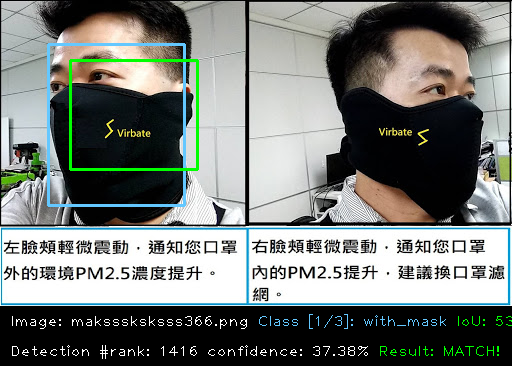 Virbate
Virbate
左臉頰輕微震動，通知您口罩
外的環境PM2.5濃度提升。
右臉頰輕微震動，通知您口罩
內的PM2.5提升，建議換口罩濾
網。
Image: maksssksksss366.png Class [1/3]: with_mask IoU: 53
Detection #rank: 1416 confidence: 37.38% Result: MATCH!